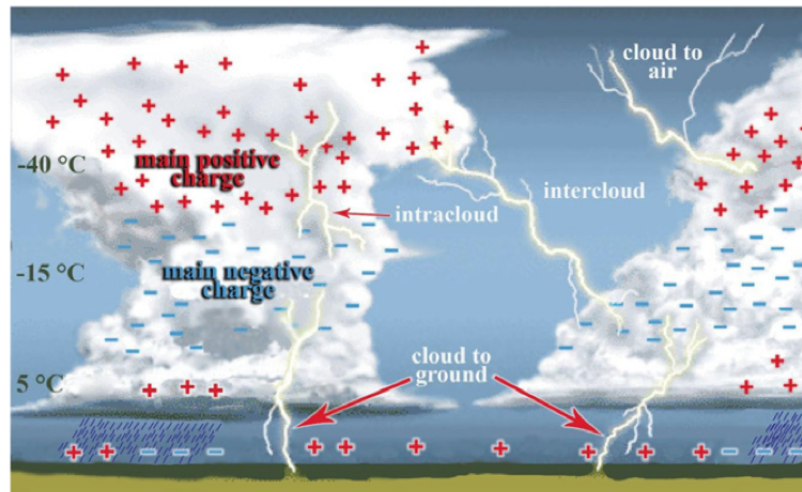 cloud to
air
-40 °C
main positive
charge
intracloud
intercloud
-15 °C
main negative
charge
cloud to
ground
5 °C